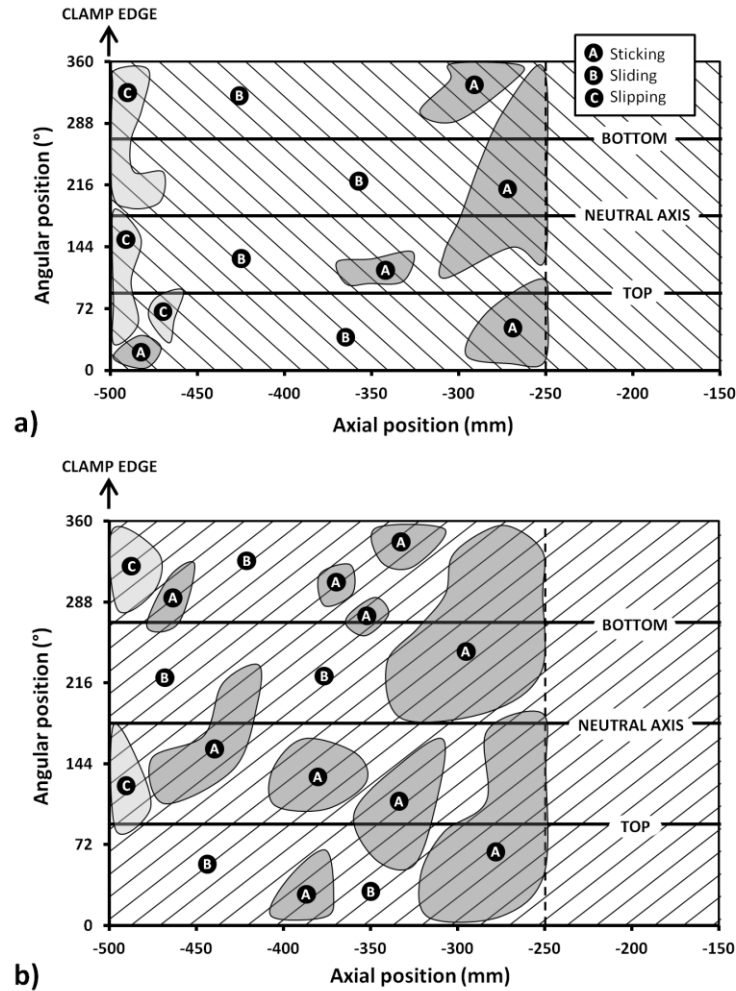 CLAMP EDGE
A Sticking
B Sliding
C Slipping
360
288
216
144
72
0
Angular position (°)
C
B
A
BOTTOM
B
A
NEUTRAL AXIS
C
B
A
TOP
C
B
A
A
-500
-450
-400
-350
-300
-250
-200
-150
Axial position (mm)
a)
CLAMP EDGE
360
288
216
144
72
0
Angular position (°)
C
B
A
A
A
A
BOTTOM
B
B
A
NEUTRAL AXIS
A
C
A
A
TOP
B
A
B
A
-500
-450
-400
-350
-300
-250
-200
-150
Axial position (mm)
b)